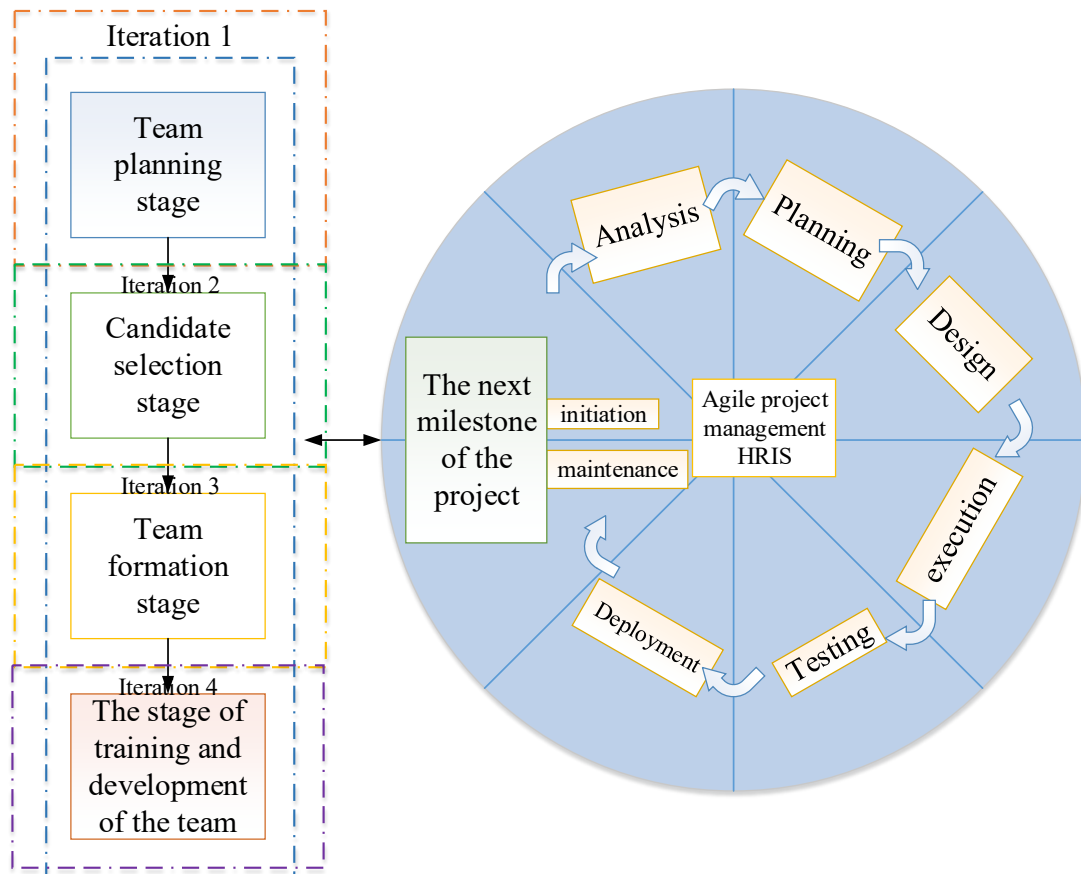 Iteration 1
Team
planning
stage
Iteration 2
Candidate
selection
stage
Iteration 3
Team
formation
stage
Iteration 4
The stage of
training and
development
of the team
Analysis
Planning
Design
execution
Testing
Deployment
The next
milestone
of the
project
initiation
maintenance
Agile project
management
HRIS